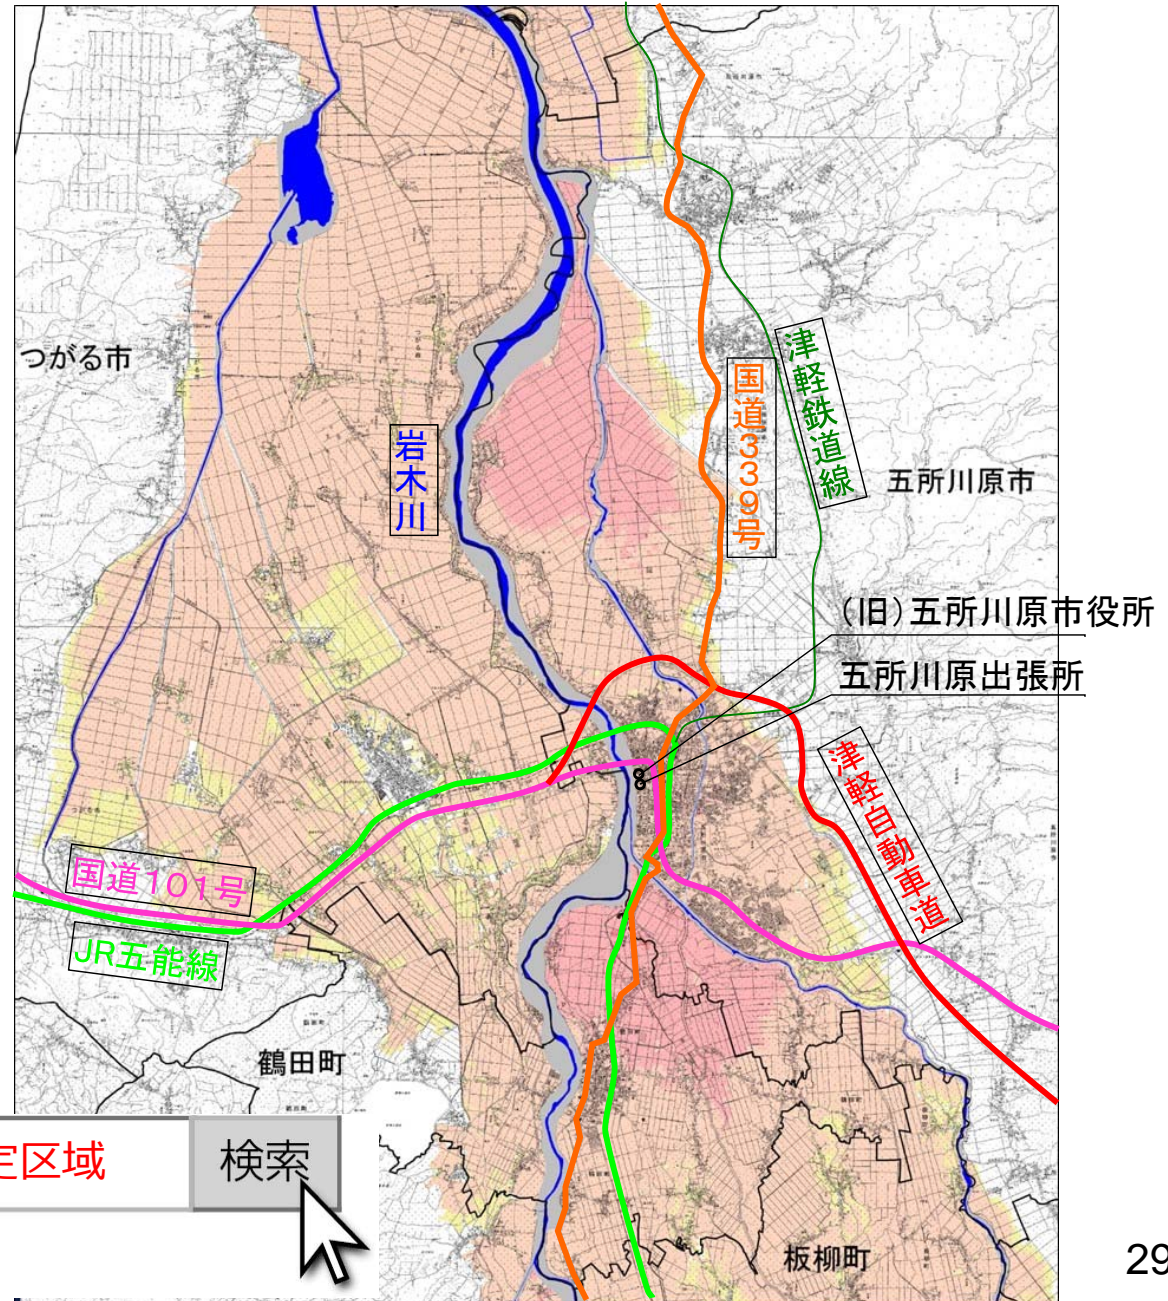 つがる市
岩木川
国道339号
津軽鉄道線
五所川原市
(旧)五所川原市役所
五所川原出張所
津軽自動車道
国道101号
JR五能線
鶴田町
定区域
検索
板柳町
29